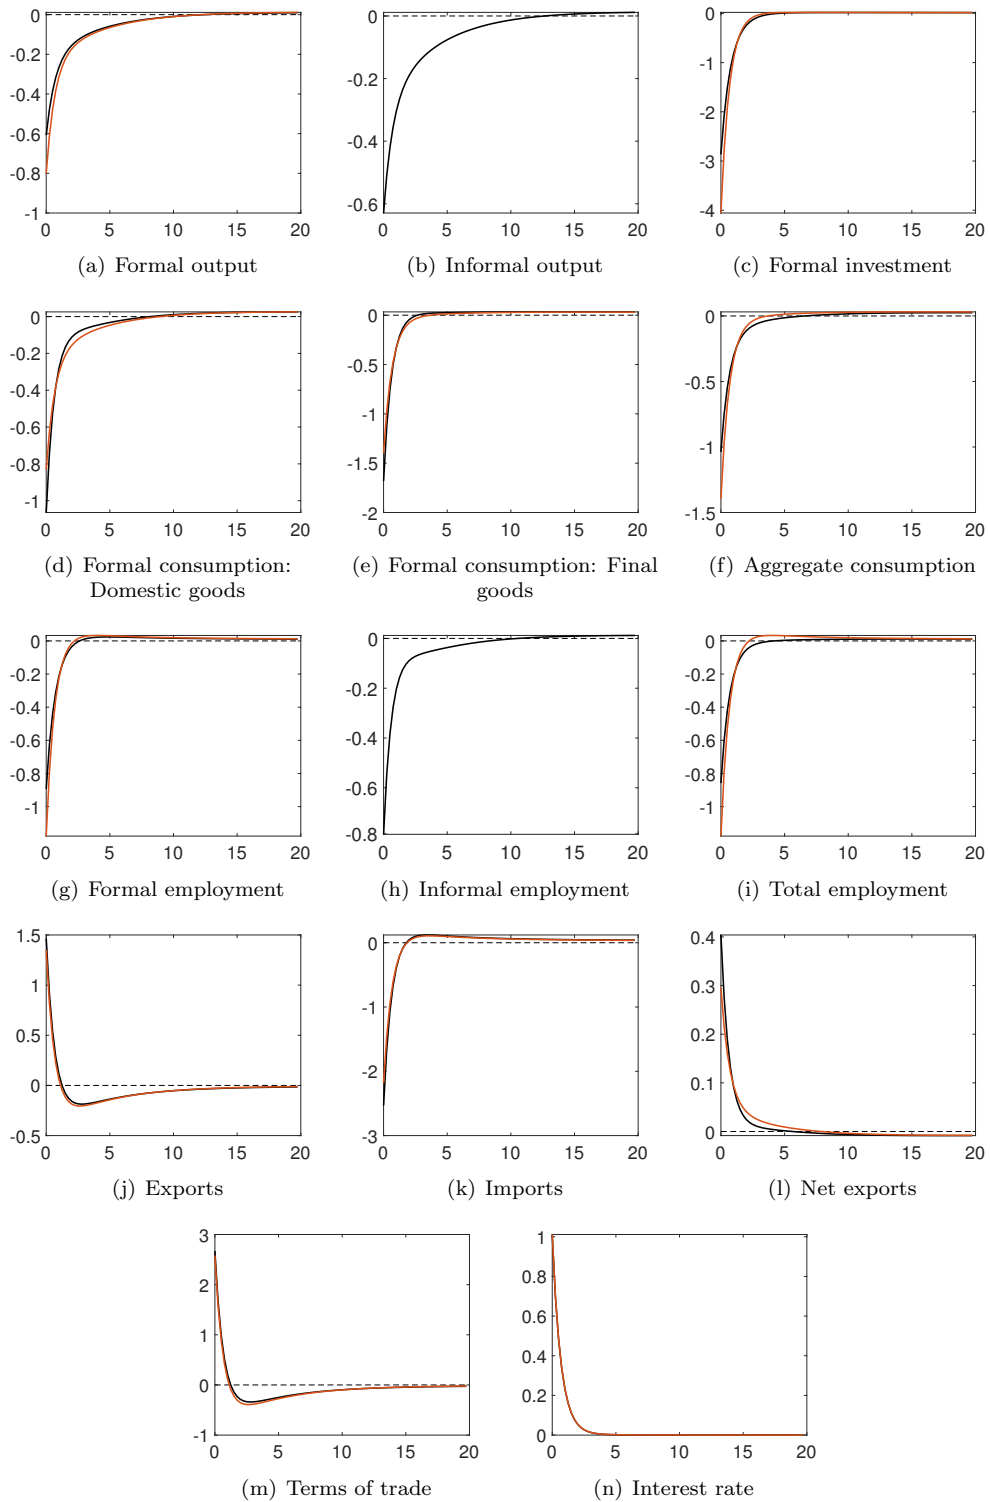 0
-0.2
-0.4
-0.6
-0.8
-1
0 5 10 15 20
(a) Formal output
0
-0.2
-0.4
-0.6
0 5 10 15 20
(b) Informal output
0
-1
-2
-3
-4
0 5 10 15 20
(c) Formal investment
0
-0.2
-0.4
-0.6
-0.8
-1
0 5 10 15 20
(d) Formal consumption:
Domestic goods
0
-0.5
-1
-1.5
-2
0 5 10 15 20
(e) Formal consumption: Final
goods
0
-0.5
-1
-1.5
0 5 10 15 20
(f) Aggregate consumption
0
-0.2
-0.4
-0.6
-0.8
-1
0 5 10 15 20
(g) Formal employment
0
-0.2
-0.4
-0.6
-0.8
0 5 10 15 20
(h) Informal employment
0
-0.2
-0.4
-0.6
-0.8
-1
0 5 10 15 20
(i) Total employment
1.5
1
0.5
0
-0.5
0 5 10 15 20
(j) Exports
0
-1
-2
-3
0 5 10 15 20
(k) Imports
0.4
0.3
0.2
0.1
0
0 5 10 15 20
(l) Net exports
3
2
1
0
-1
0 5 10 15 20
(m) Terms of trade
1
0.8
0.6
0.4
0.2
0
0 5 10 15 20
(n) Interest rate